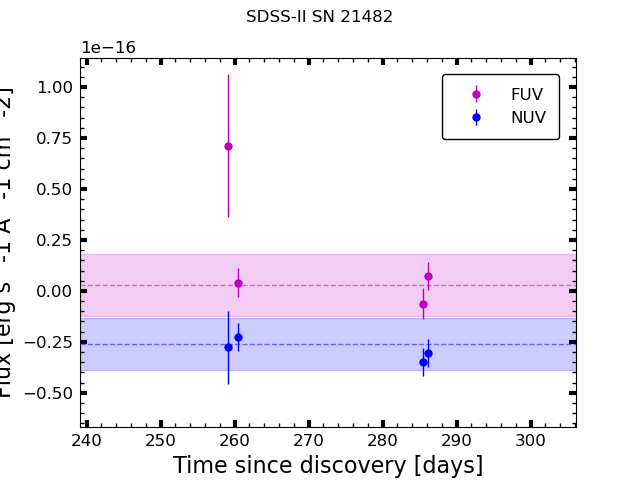 SDSS-II SN 21482
1e−16
1.00
0.75
0.50
0.25
0.00
−0.25
−0.50
Flux [erg s -1 A -1 cm -2]
FUV
NUV
240 250 260 270 280 290 300
Time since discovery [days]